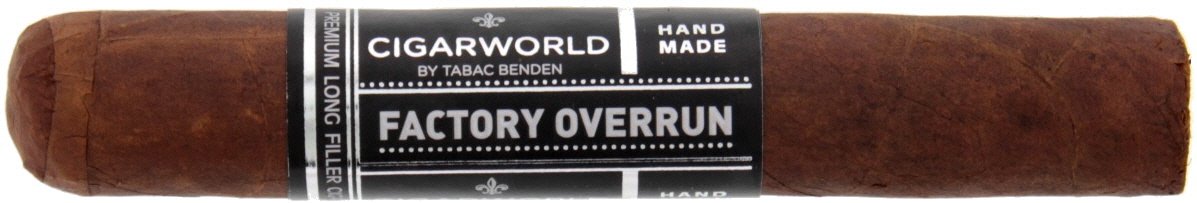 PREMIUM LONG FILLER
CIGARWORLD
BY TABAC BENDEN
HAND
MADE
FACTORY OVERRUN
HAND